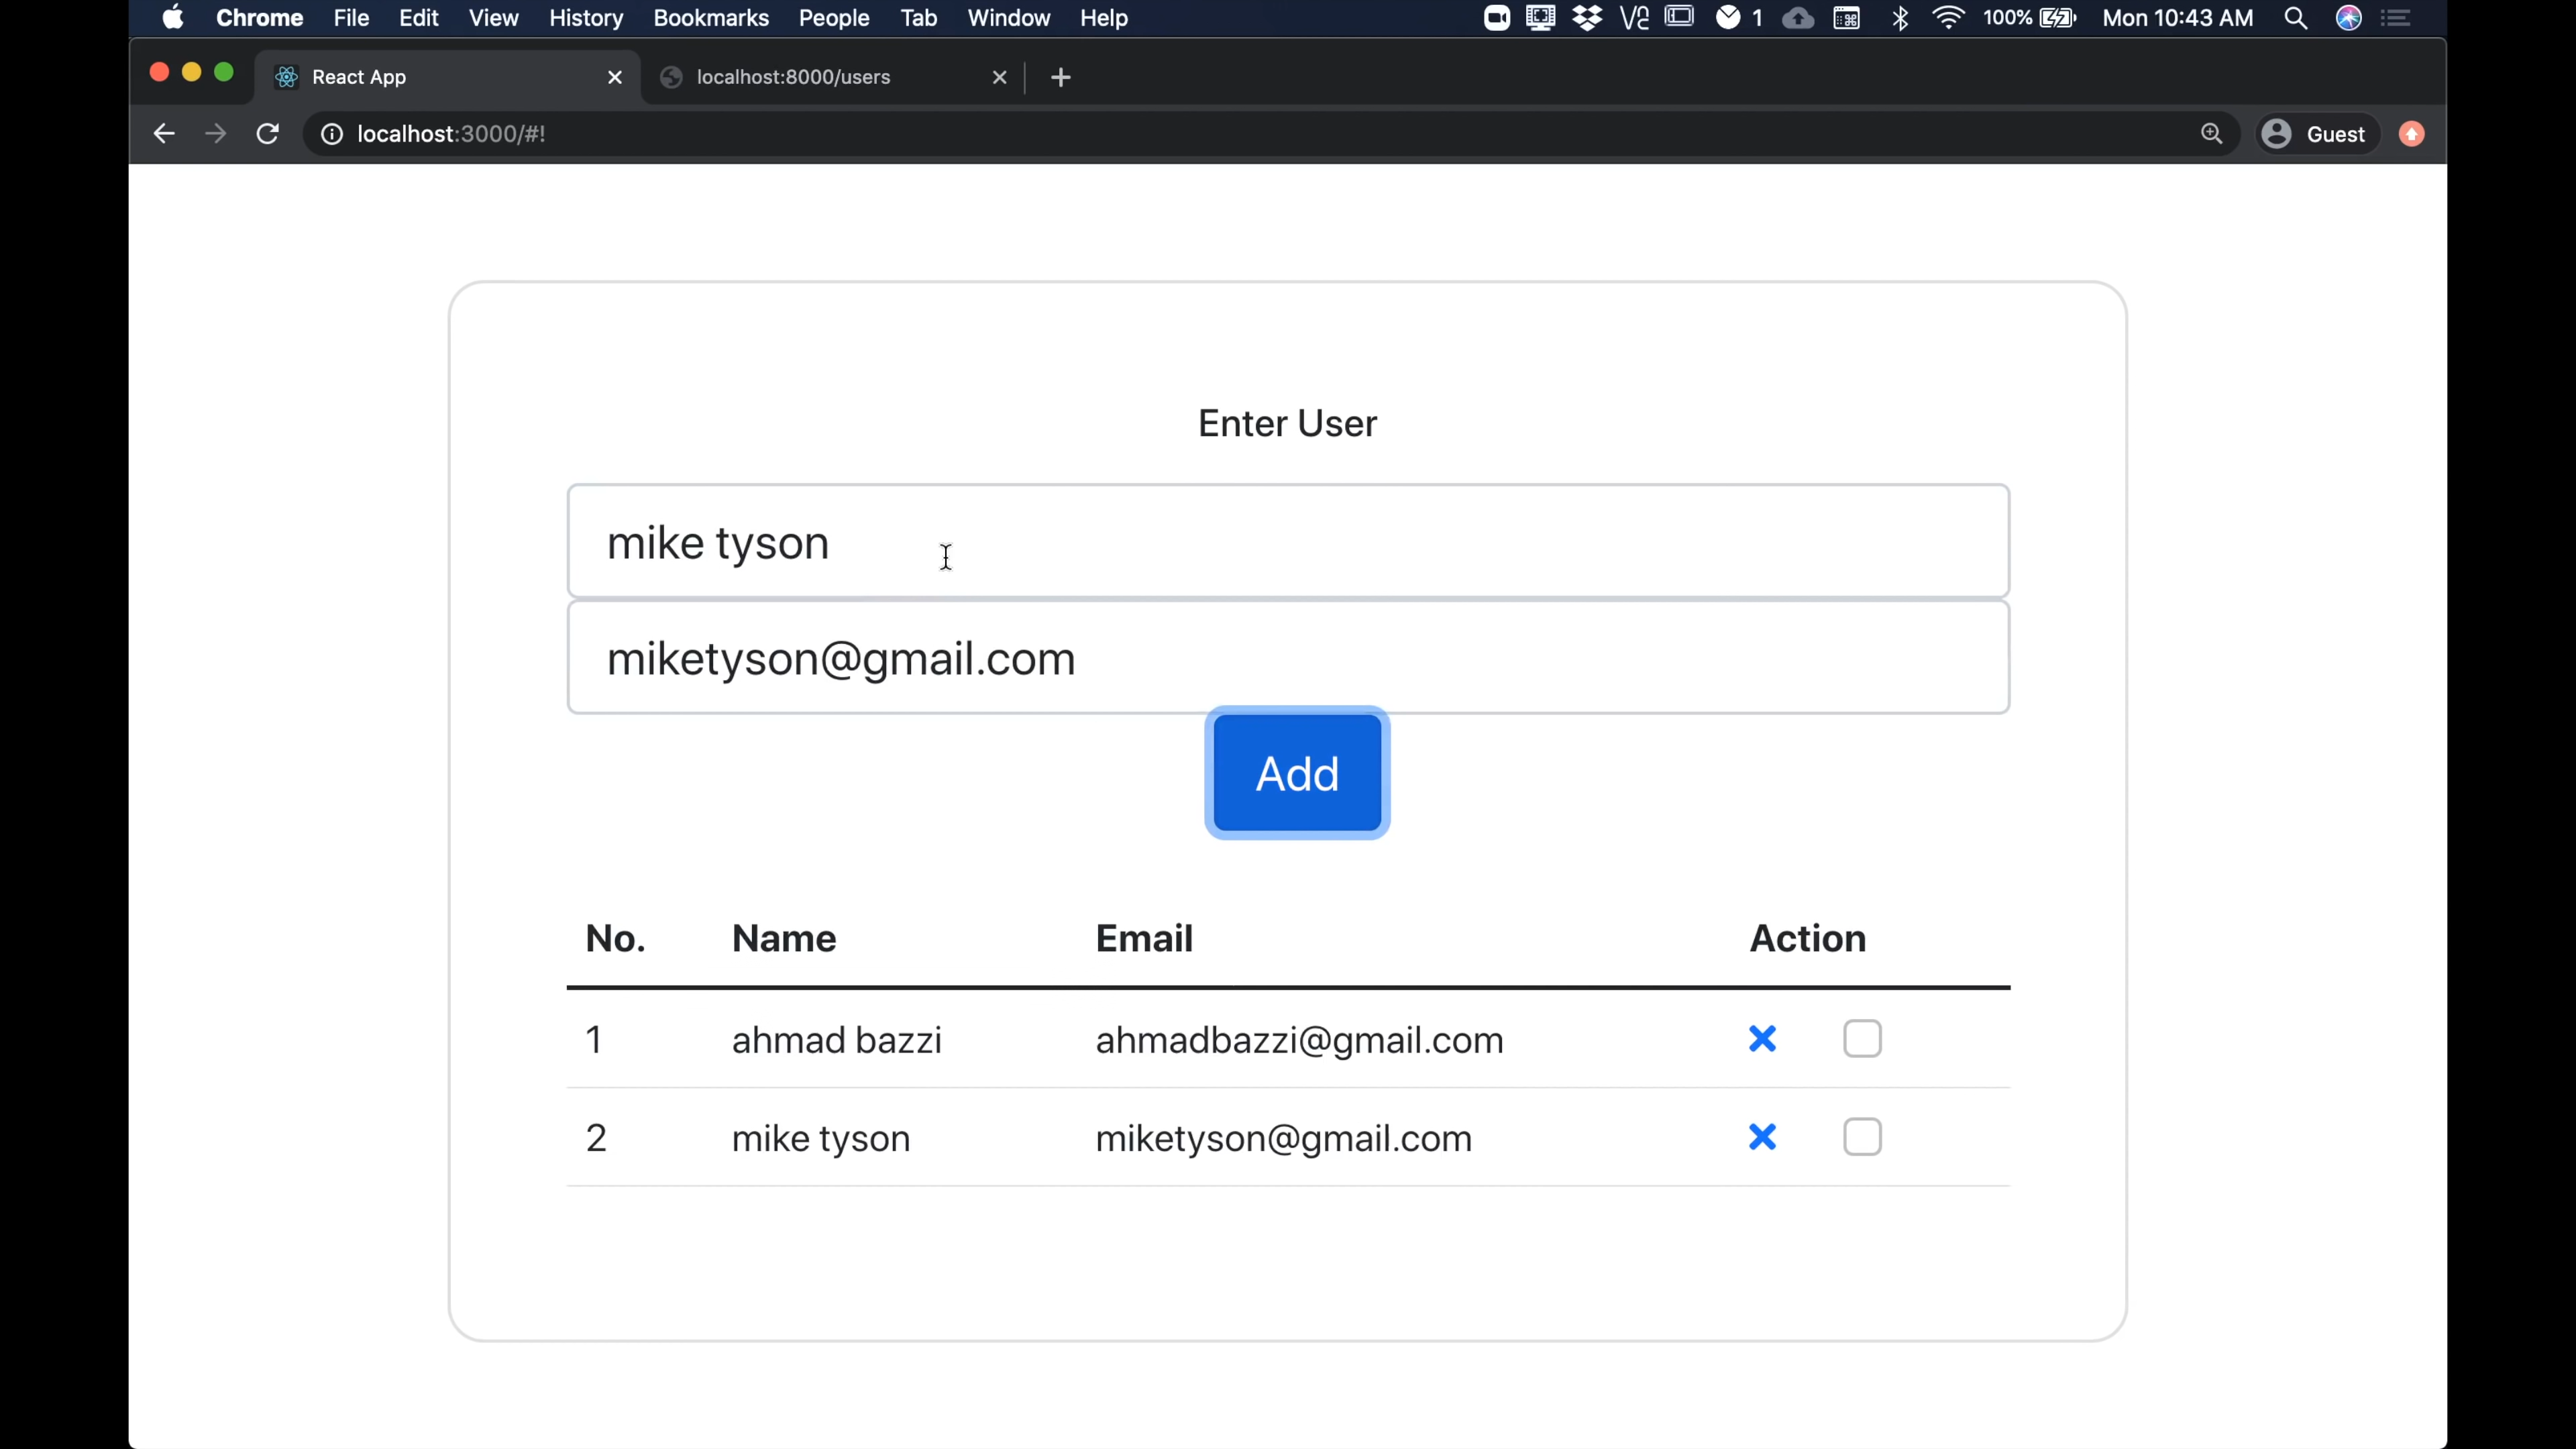 Chrome File Edit View History Bookmarks People Tab Window Help 1 100% Mon 10:43 AM
React App localhost:8000/users
localhost:3000/#! Guest
Enter User
mike tyson
miketyson@gmail.com
Add
No. Name Email Action
1 ahmad bazzi ahmadbazzi@gmail.com
2 mike tyson miketyson@gmail.com